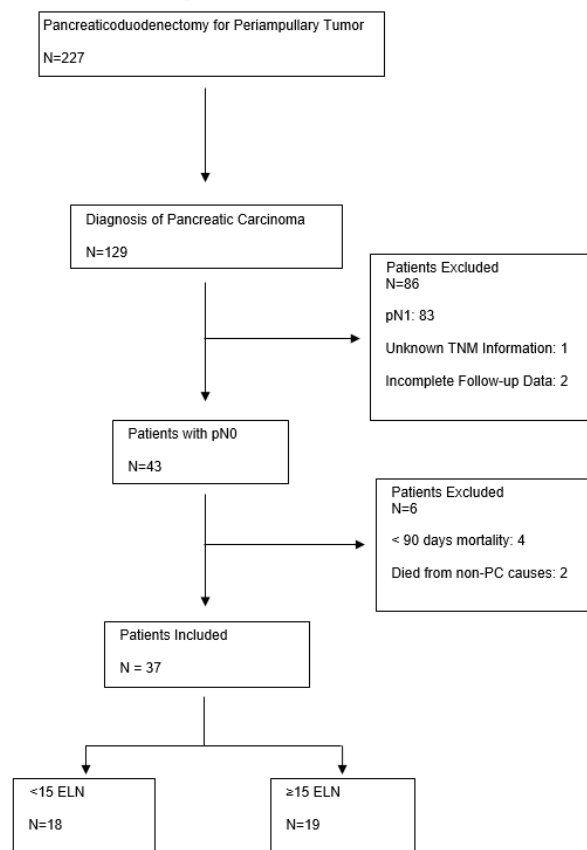 Pancreaticoduodenectomy for Periampullary Tumor
N=227
Diagnosis of Pancreatic Carcinoma
N=129
Patients Excluded
N=86
pN1: 83
Unknown TNM Information: 1
Incomplete Follow-up Data: 2
Patients with pN0
N=43
Patients Excluded
N=6
< 90 days mortality: 4
Died from non-PC causes: 2
Patients Included
N = 37
<15 ELN
N=18
≥15 ELN
N=19